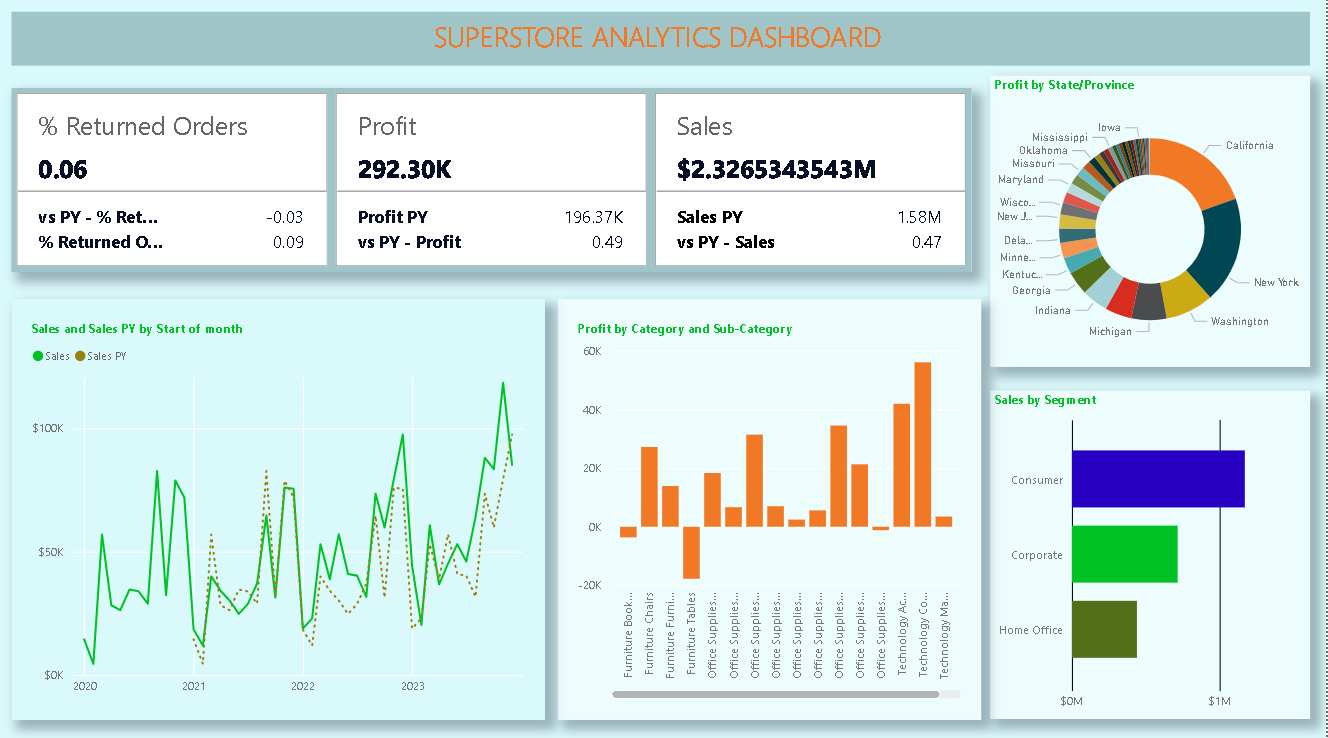 SUPERSTORE ANALYTICS DASHBOARD
% Returned Orders
0.06
vs PY - % Ret... -0.03
% Returned O... 0.09
Profit
292.30K
Profit PY 196.37K
vs PY - Profit 0.49
Sales
$2.3265343543M
Sales PY 1.58M
vs PY - Sales 0.47
Profit by State/Province
Iowa
Mississippi
Oklahoma
Missouri
Maryland
Wisco...
New J...
Dela...
Minne...
Kentuc...
Georgia
Indiana
Michigan
California
New York
Washington
Sales and Sales PY by Start of month
Sales Sales PY
$100K
$50K
$0K
2020 2021 2022 2023
Profit by Category and Sub-Category
60K
40K
20K
0K
-20K
Furniture Book...
Furniture Chairs
Furniture Furni...
Furniture Tables
Office Supplies...
Office Supplies...
Office Supplies...
Office Supplies...
Office Supplies...
Office Supplies...
Office Supplies...
Office Supplies...
Office Supplies...
Technology Ac...
Technology Co...
Technology Ma...
Sales by Segment
Consumer
Corporate
Home Office
$0M $1M